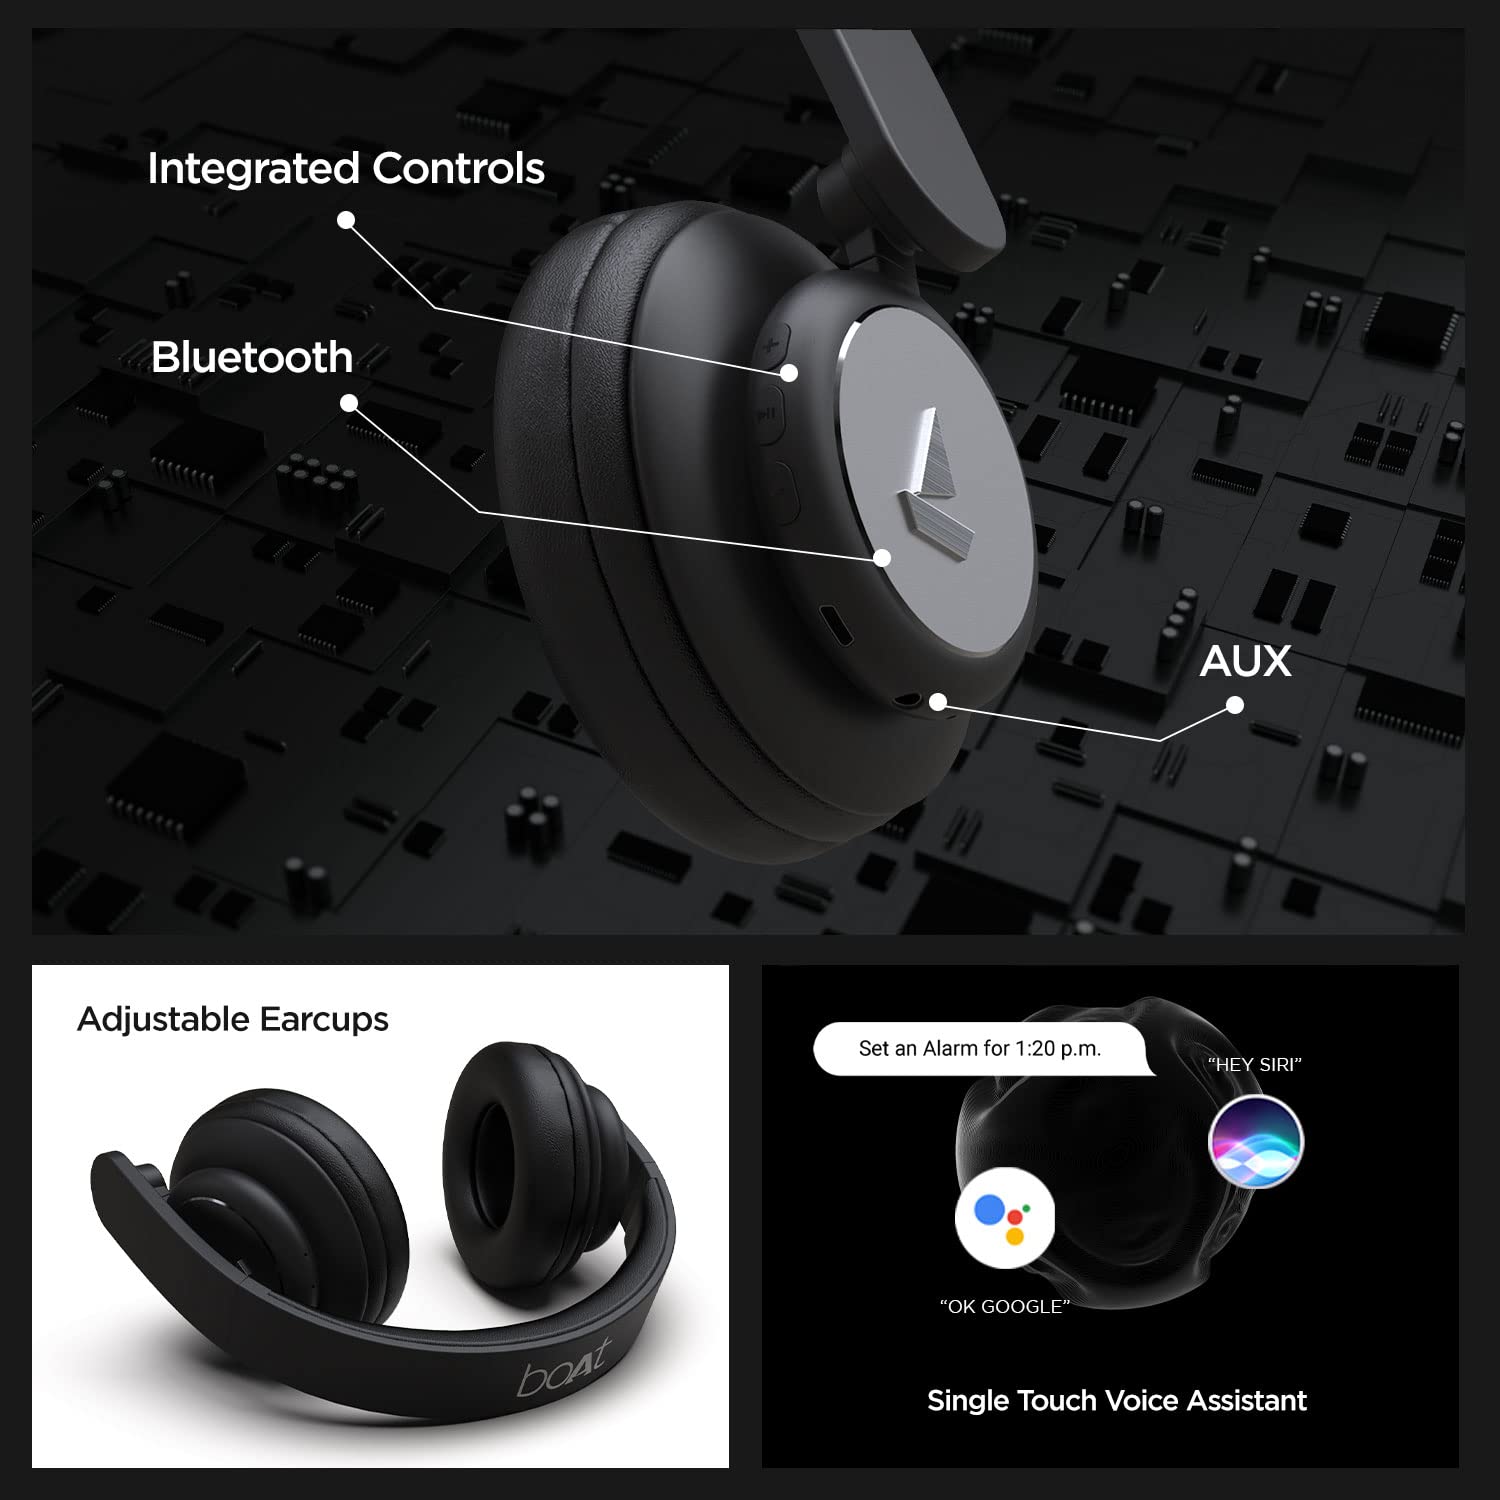 Integrated Controls
Bluetooth
AUX
Adjustable Earcups
boAt
Set an Alarm for 1:20 p.m.
“HEY SIRI”
“OK GOOGLE”
Single Touch Voice Assistant